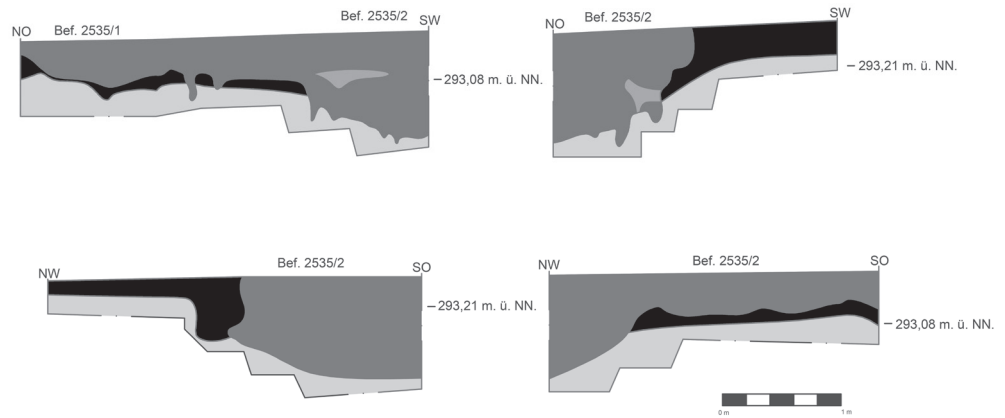 NO Bef. 2535/1 Bef. 2535/2 SW
293,08 m. ü. NN.
NO Bef. 2535/2 SW
293,21 m. ü. NN.
NW Bef. 2535/2 SO
293,21 m. ü. NN.
NW Bef. 2535/2 SO
293,08 m. ü. NN.
0 m 1 m